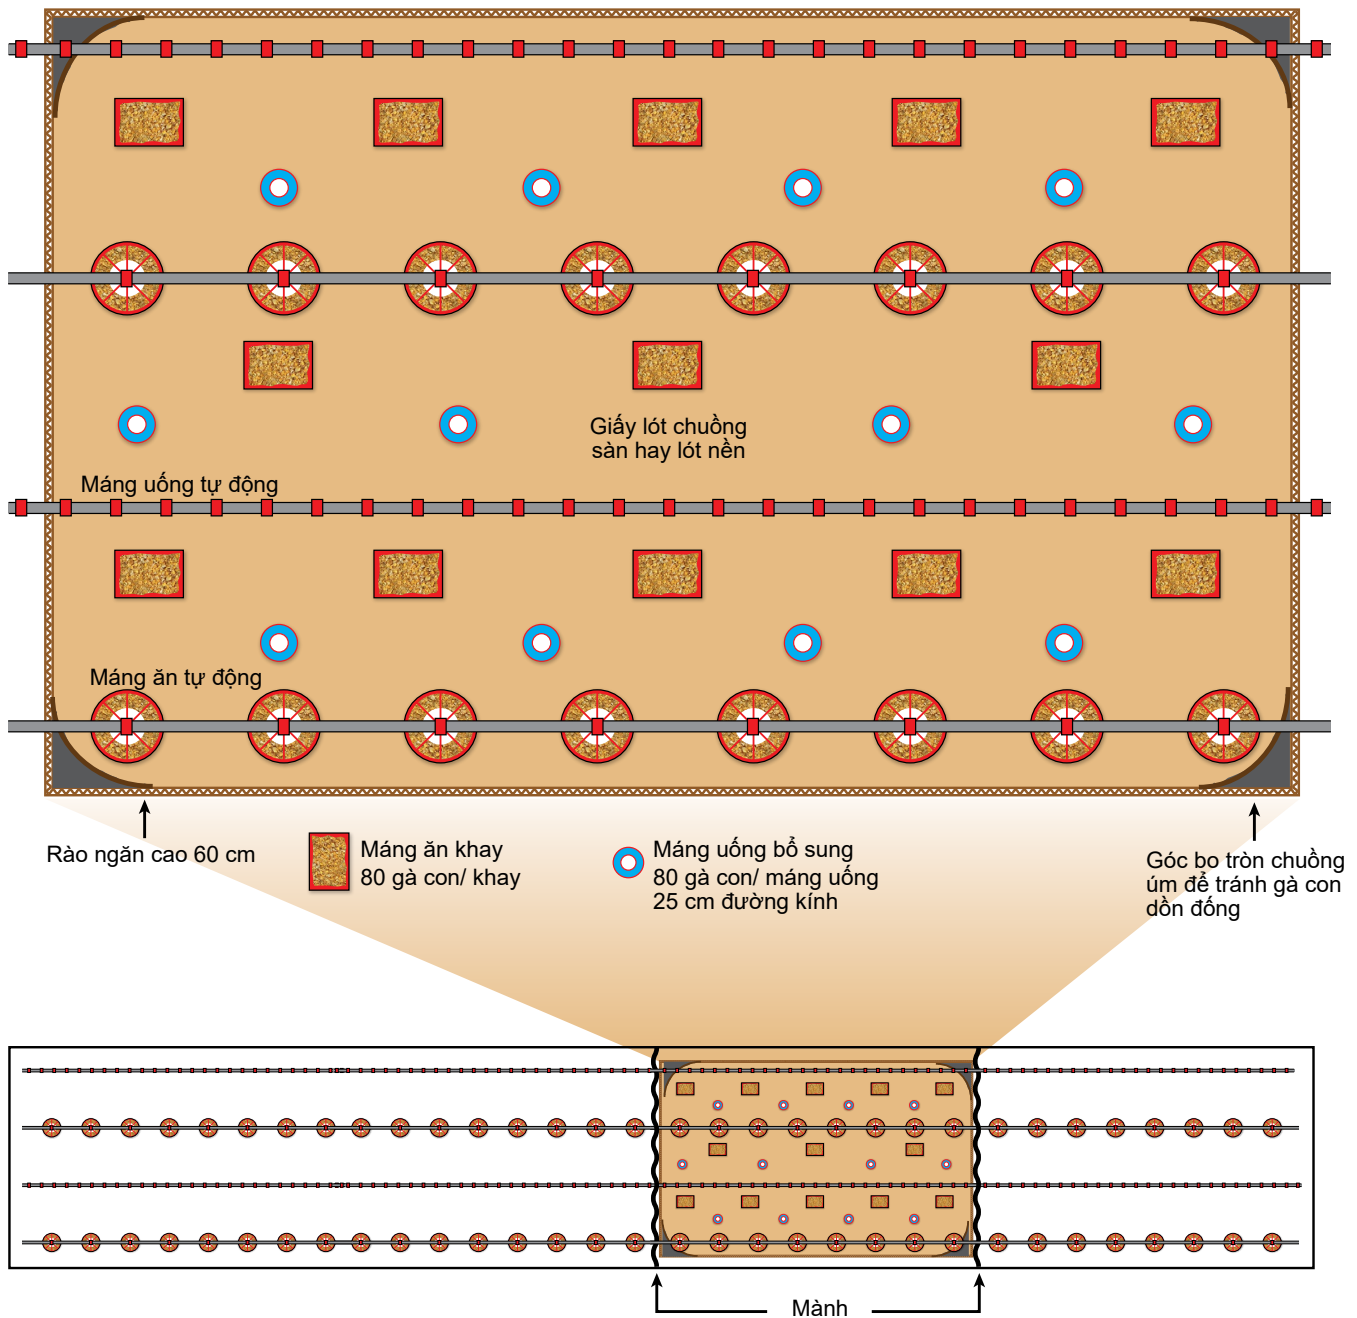 Giấy lót chuồng
sàn hay lót nền
Máng uống tự động
Máng ăn tự động
Rào ngăn cao 60 cm
Máng ăn khay
80 gà con/ khay
Máng uống bổ sung
80 gà con/ máng uống
25 cm đường kính
Góc bo tròn chuồng
úm để tránh gà con
dồn đống
Mành